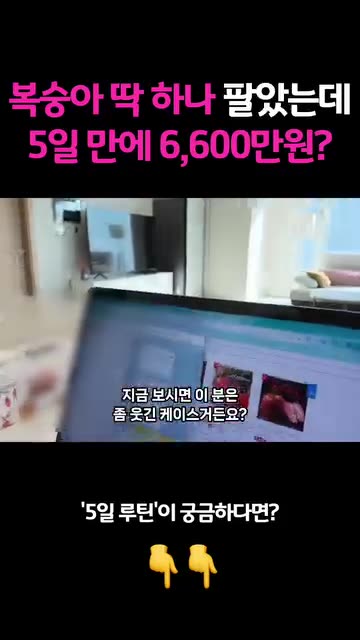 복숭아 딱 하나 팔았는데
5일 만에 6,600만원?
지금 보시면 이 분은
좀 웃긴 케이스거든요?
'5일 루틴'이 궁금하다면?